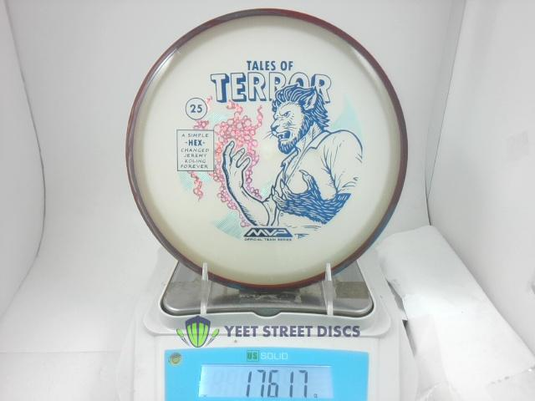 TALES OF
TERROR
25
A SIMPLE
-HEX-
CHANGED
JEREMY
KOLING
FOREVER
MVP
OFFICIAL TEAM SERIES
YEET STREET DISCS
US SOLID
176.17 g